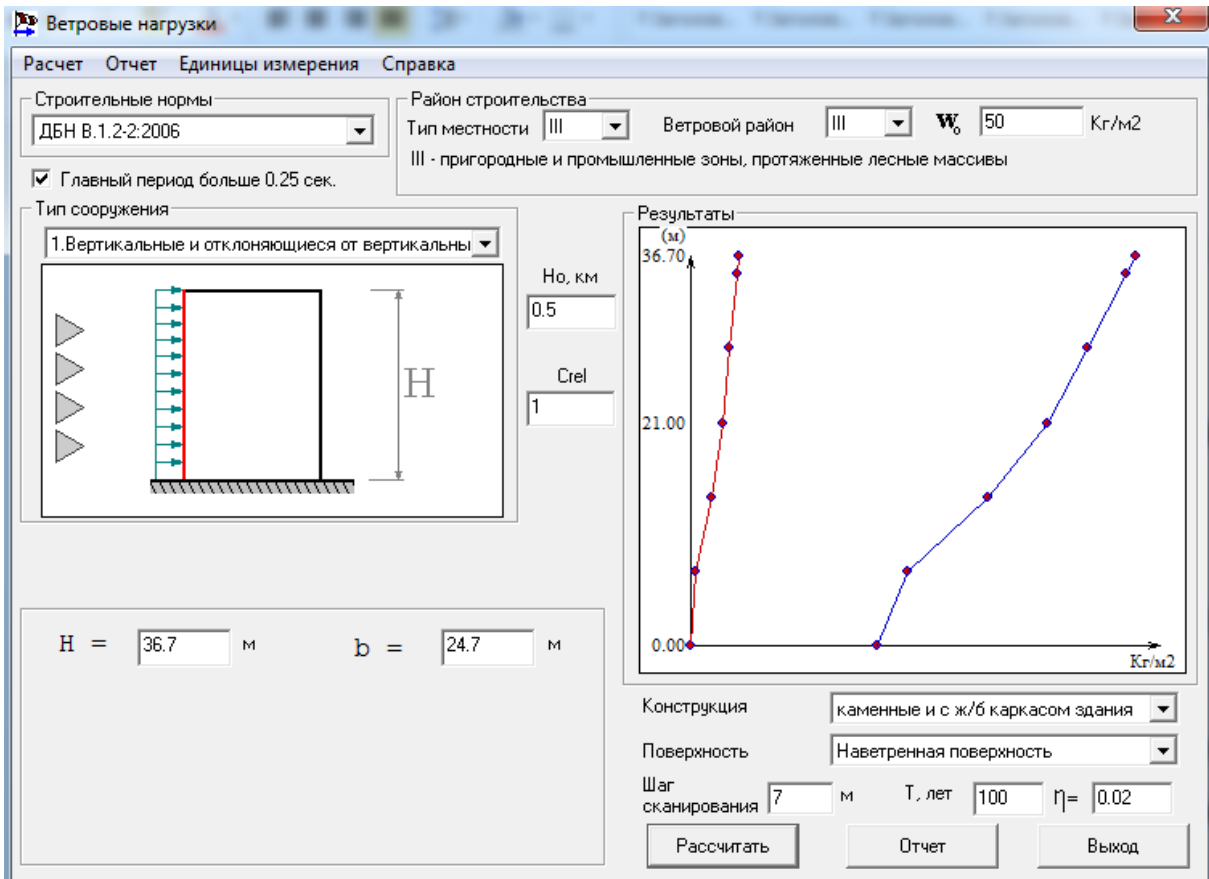 Ветровые нагрузки
Расчет Отчет Единицы измерения Справка
Строительные нормы
ДБН В.1.2-2:2006
Главный период больше 0.25 сек.
Район строительства
Тип местности III Ветровой район III W₀ 50 Кг/м2
III - пригородные и промышленные зоны, протяженные лесные массивы
Тип сооружения
1.Вертикальные и отклоняющиеся от вертикальны
H
Но, км
0.5
Crel
1
Результаты
(м)
36.70
21.00
0.00
Кг/м2
H = 36.7 м b = 24.7 м
Конструкция каменные и с ж/б каркасом здания
Поверхность Наветренная поверхность
Шаг
сканирования 7 м Т, лет 100 η= 0.02
Рассчитать Отчет Выход